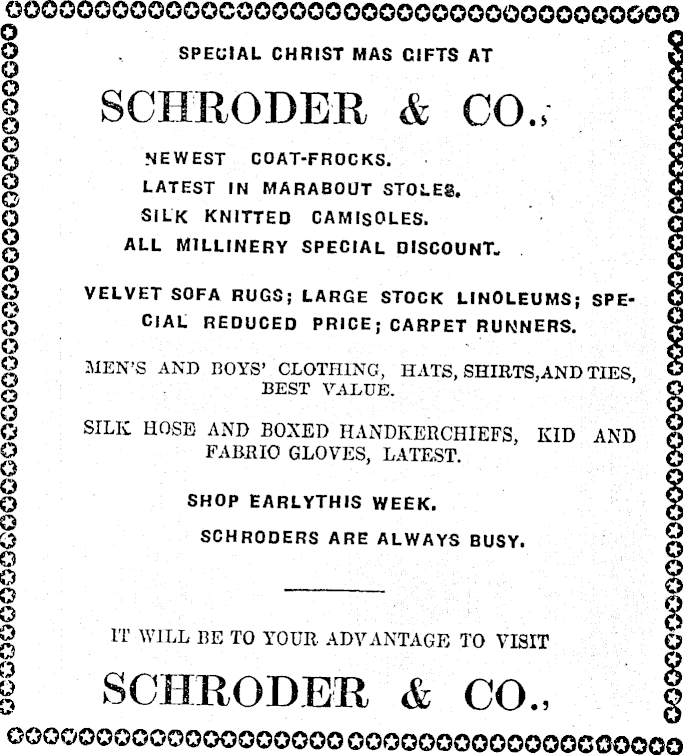 SPECIAL CHRIST MAS GIFTS AT
SCHRODER & CO.,
NEWEST COAT-FROCKS.
LATEST IN MARABOUT STOLES.
SILK KNITTED CAMISOLES.
ALL MILLINERY SPECIAL DISCOUNT.
VELVET SOFA RUGS; LARGE STOCK LINOLEUMS; SPE-
CIAL REDUCED PRICE; CARPET RUNNERS.
MEN'S AND BOYS' CLOTHING, HATS, SHIRTS,AND TIES,
BEST VALUE.
SILK HOSE AND BOXED HANDKERCHIEFS, KID AND
FABRIC GLOVES, LATEST.
SHOP EARLYTHIS WEEK.
SCHRODERS ARE ALWAYS BUSY.
IT WILL BE TO YOUR ADVANTAGE TO VISIT
SCHRODER & CO.,